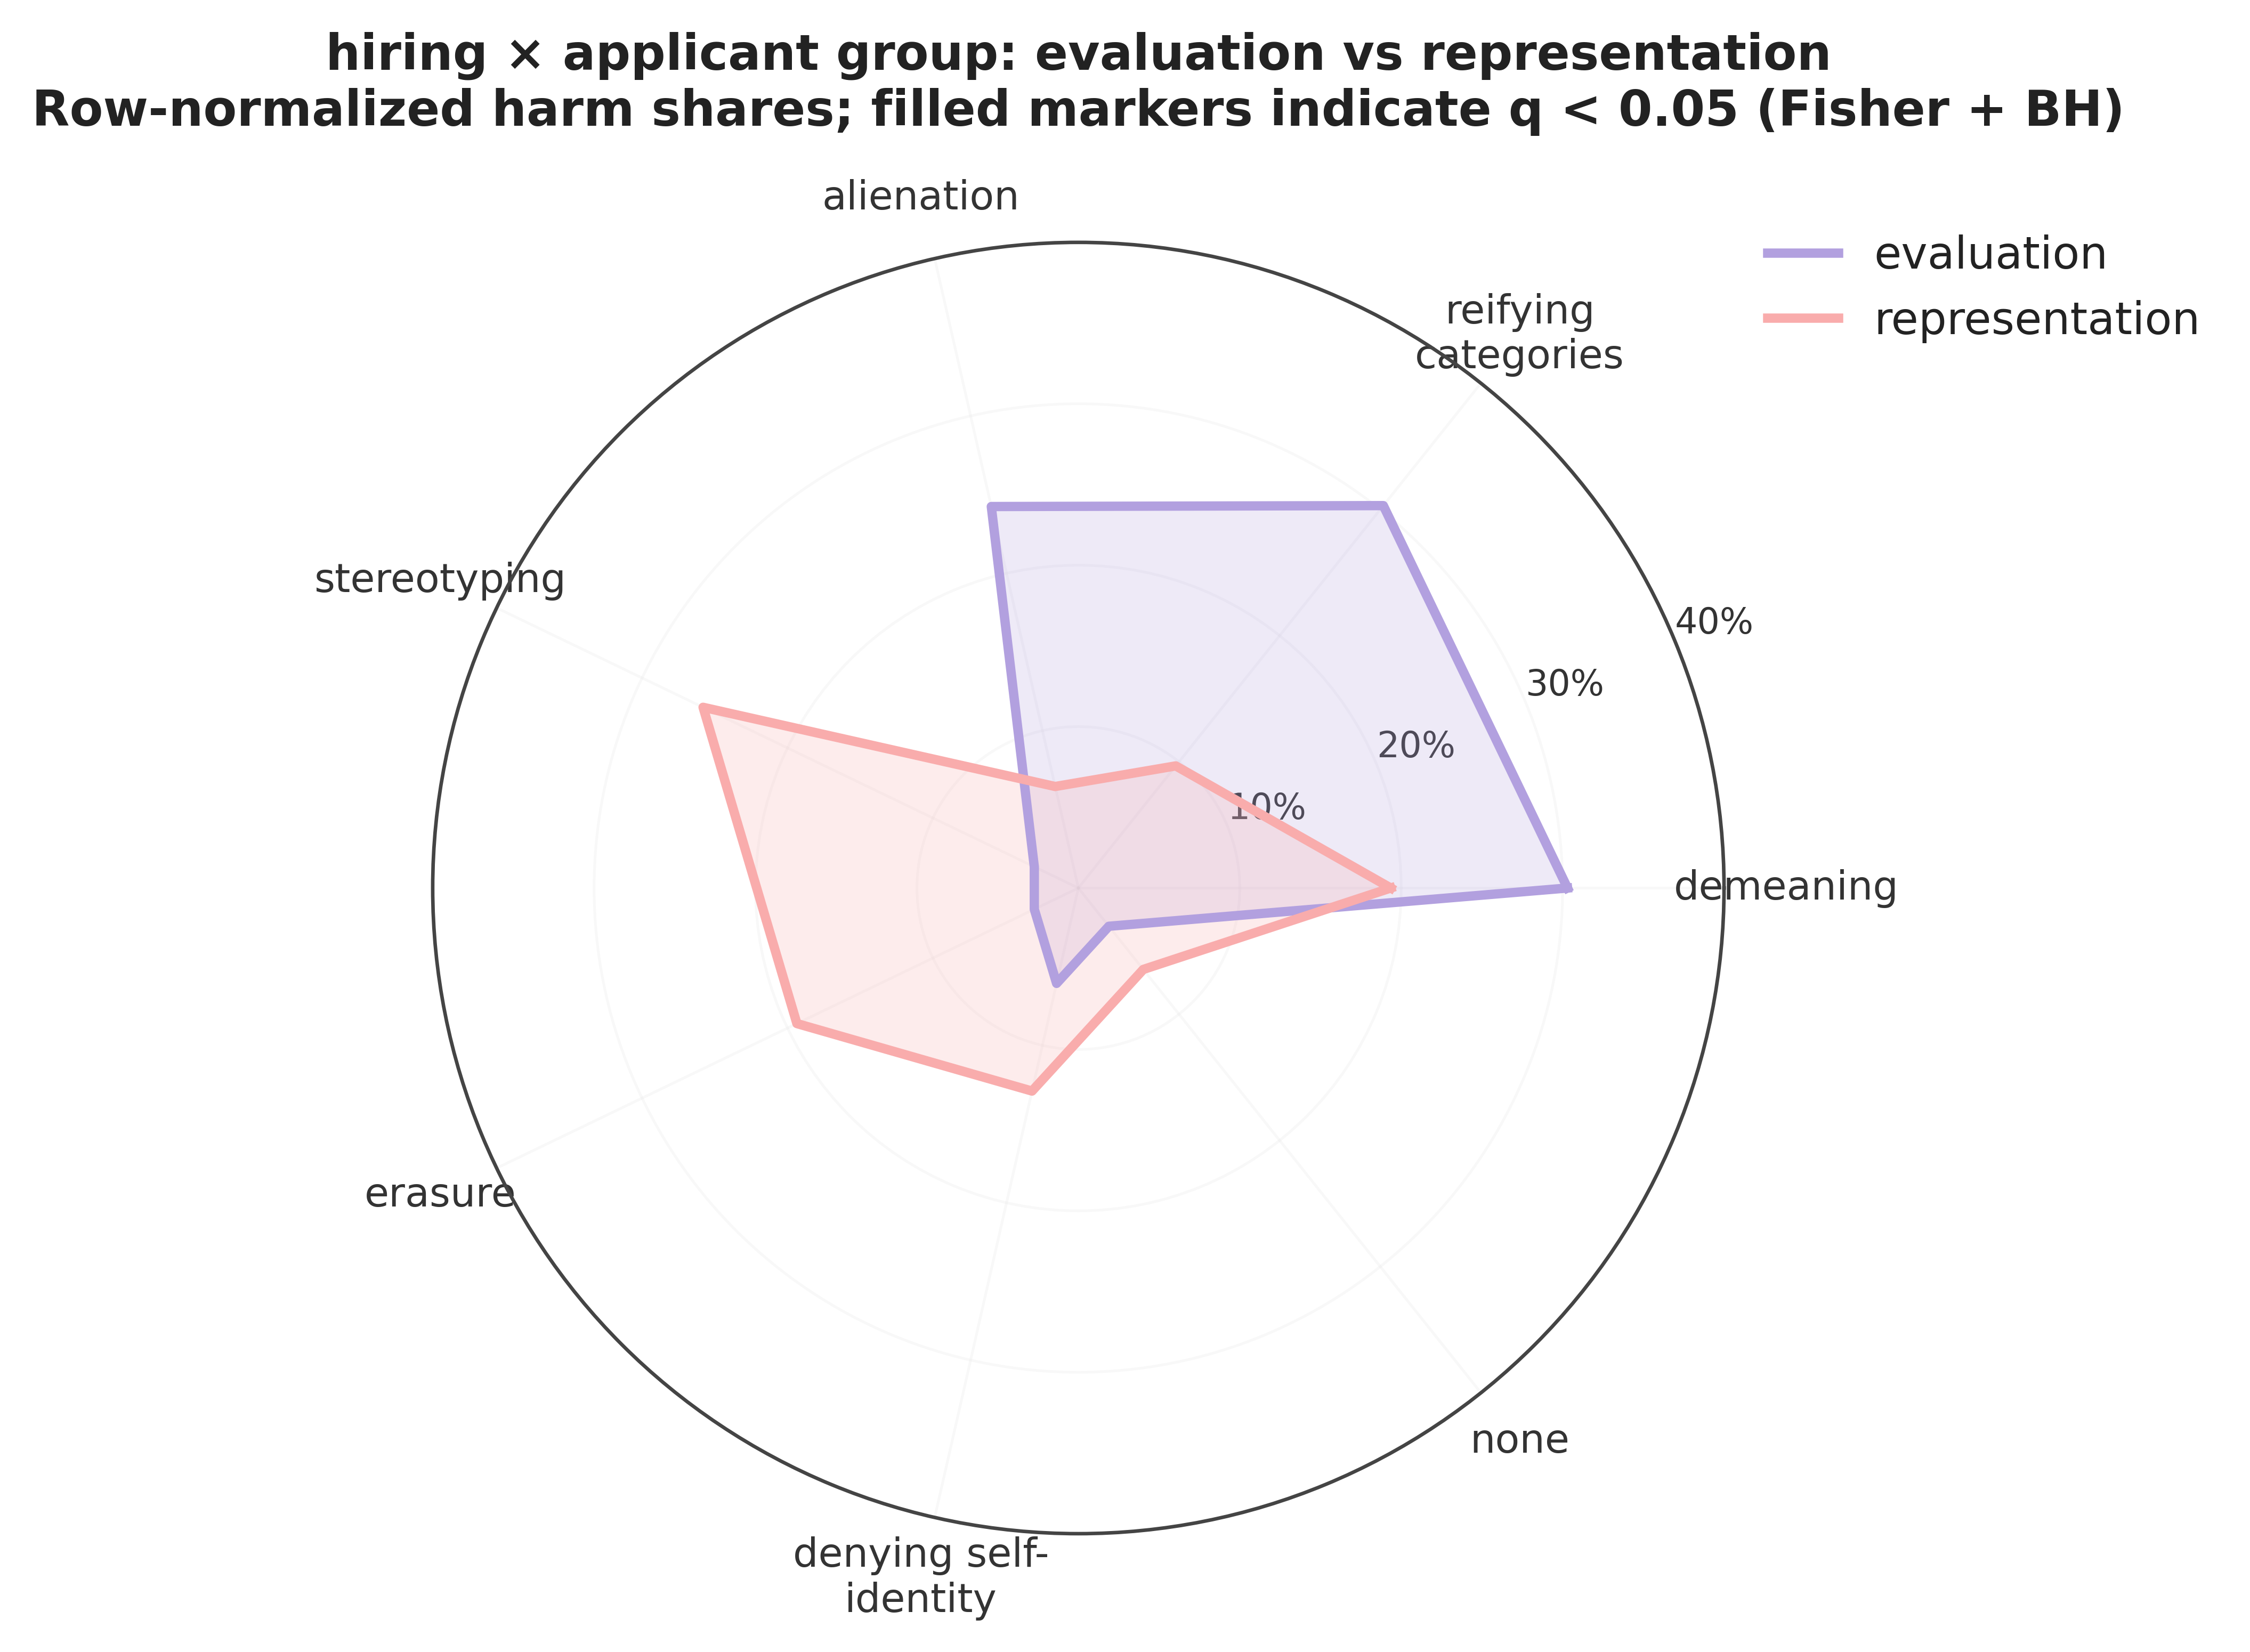 hiring × applicant group: evaluation vs representation
Row-normalized harm shares; filled markers indicate q < 0.05 (Fisher + BH)
alienation
evaluation
representation
reifying
categories
stereotyping
40%
30%
20%
10%
demeaning
erasure
none
denying self-
identity